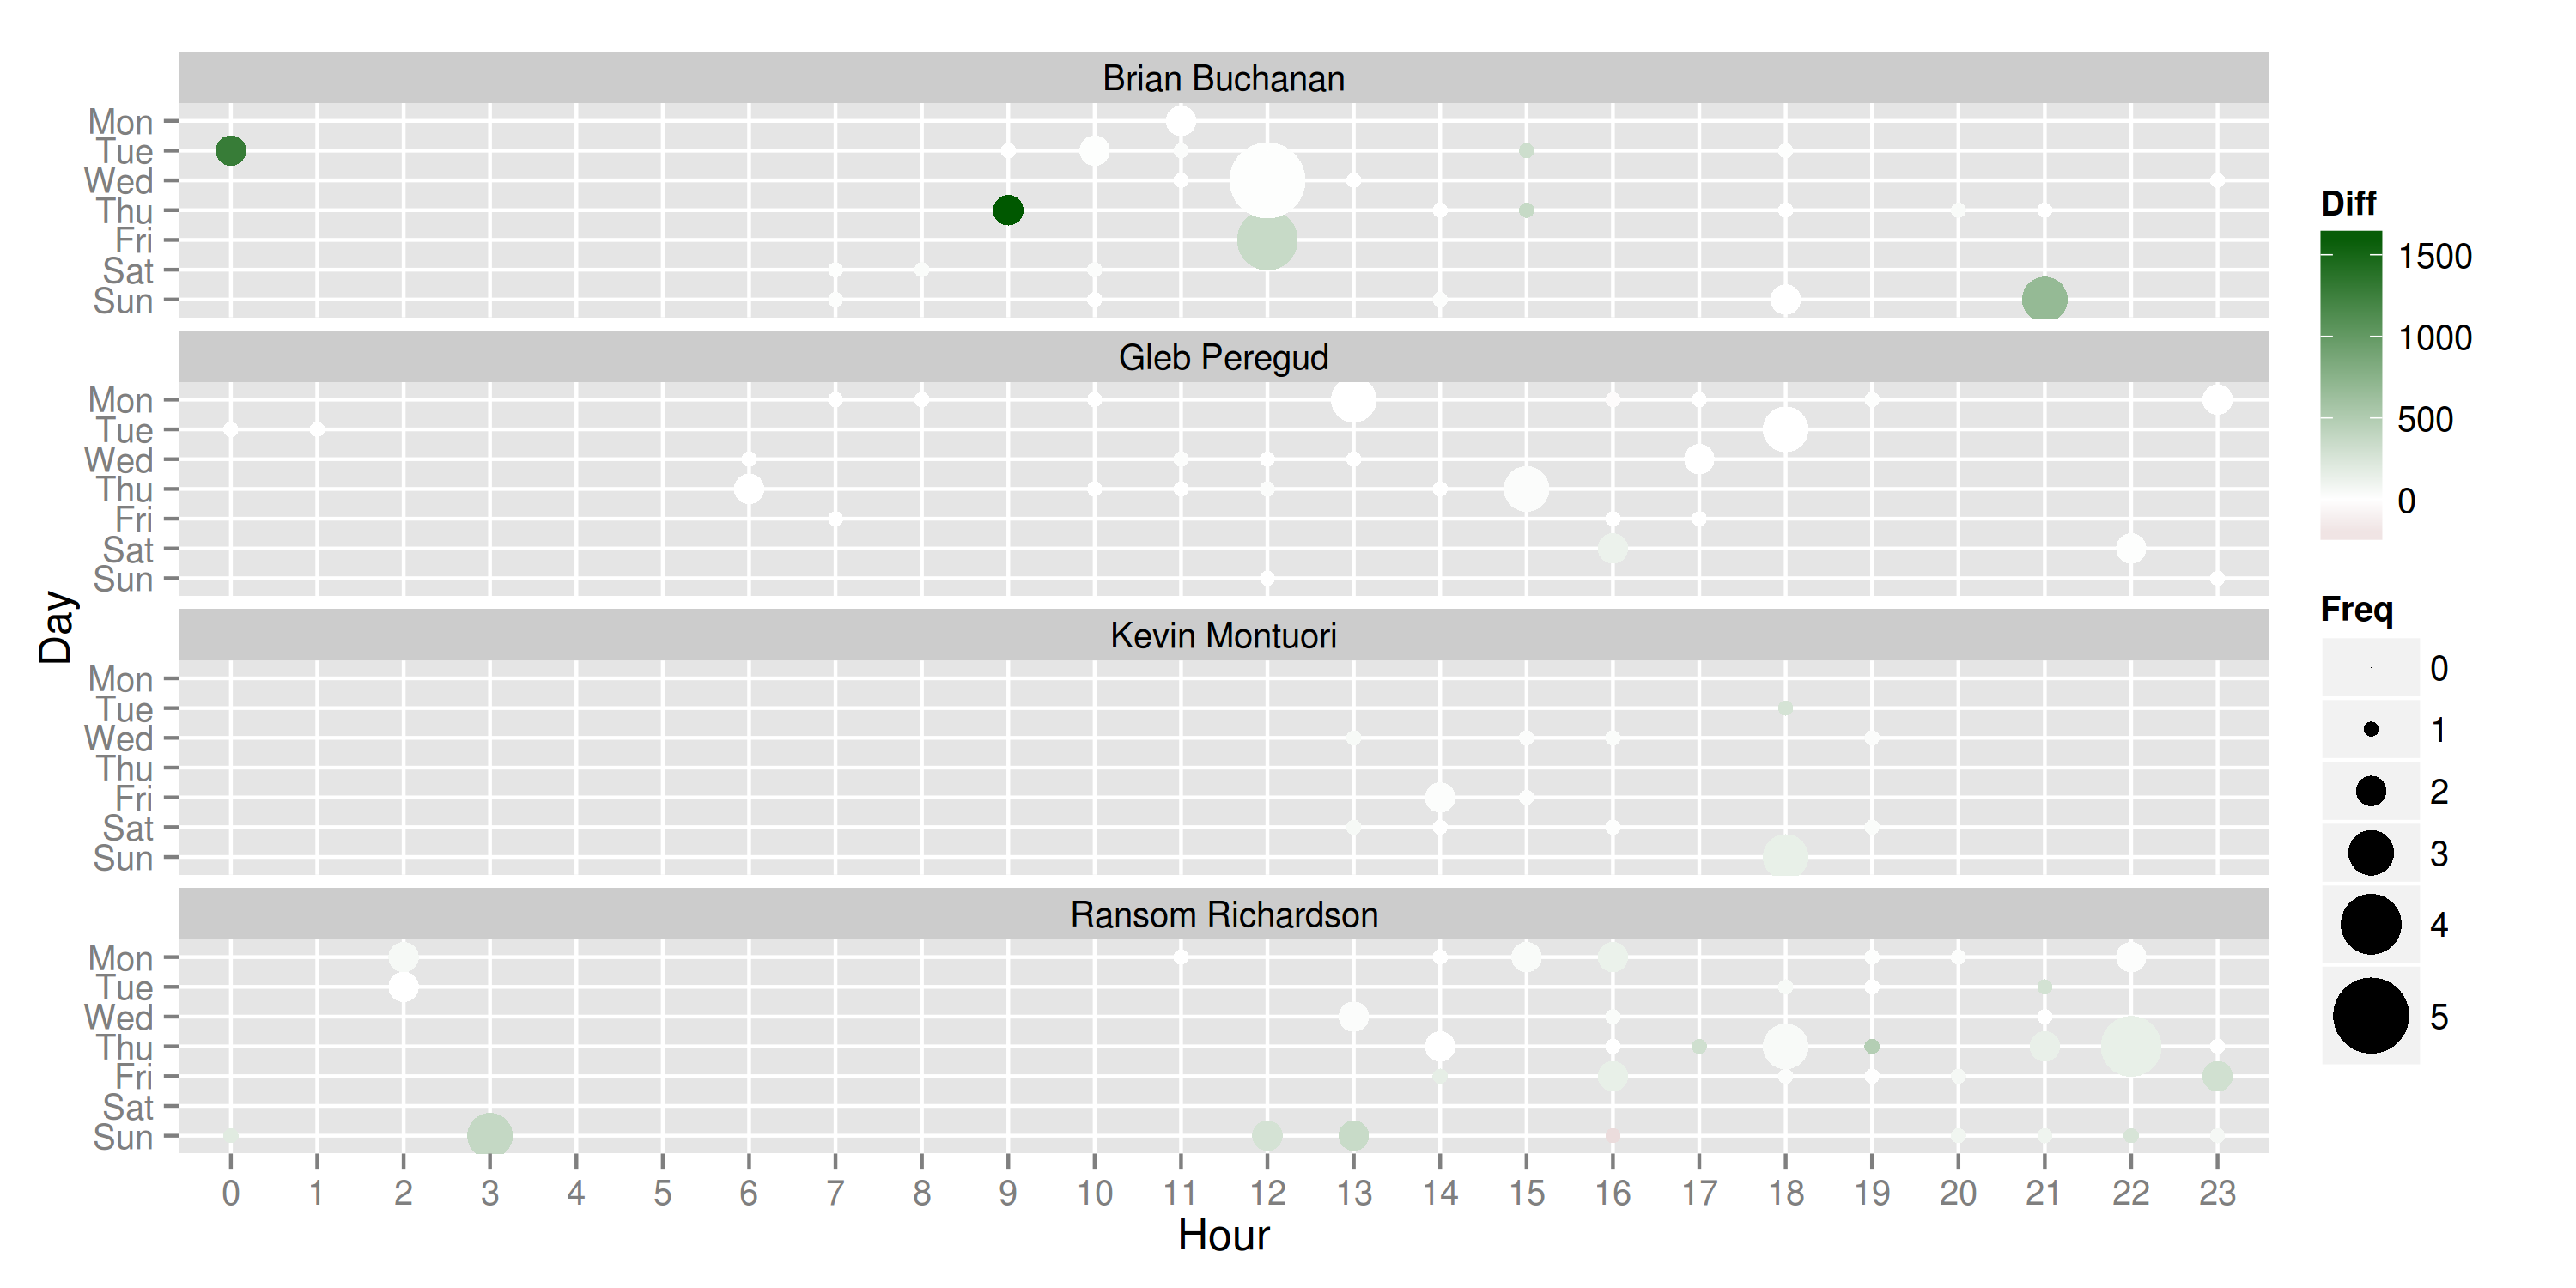 Brian Buchanan
Mon
Tue
Wed
Thu
Fri
Sat
Sun
Gleb Peregud
Mon
Tue
Wed
Thu
Fri
Sat
Sun
Kevin Montuori
Mon
Tue
Wed
Thu
Fri
Sat
Sun
Ransom Richardson
Mon
Tue
Wed
Thu
Fri
Sat
Sun
0 1 2 3 4 5 6 7 8 9 10 11 12 13 14 15 16 17 18 19 20 21 22 23
Hour
Day
Diff
1500
1000
500
0
Freq
0
1
2
3
4
5